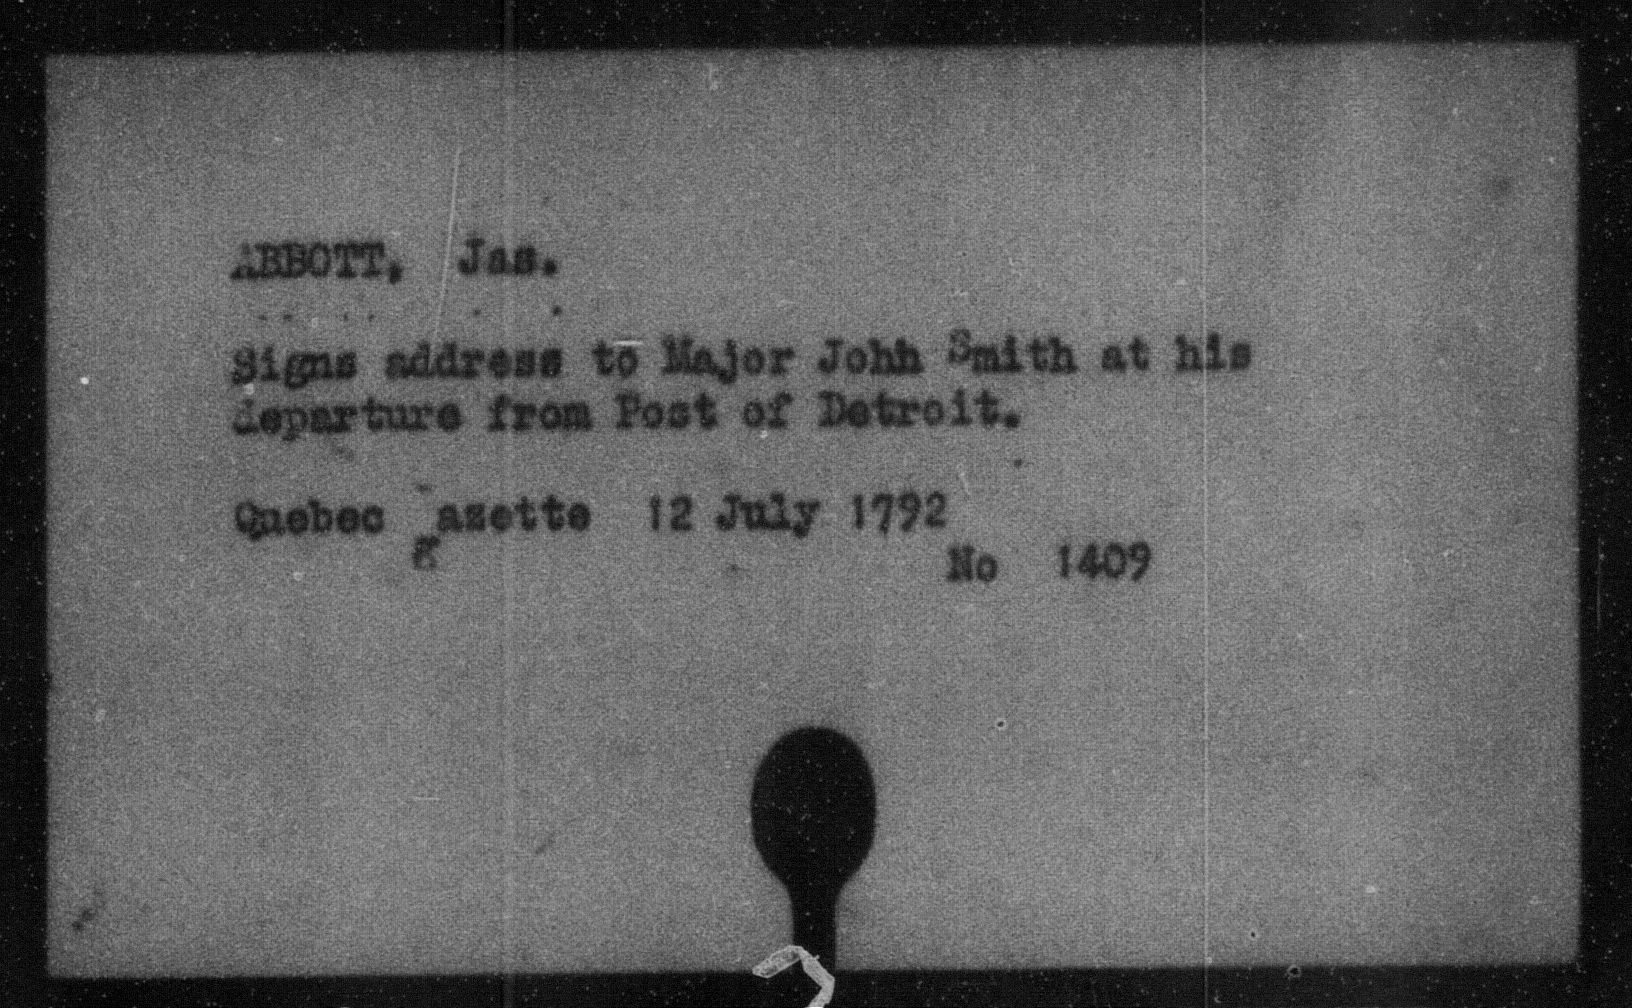 ABBOTT, Jas.
Signs address to Major John Smith at his
departure from Post of Detroit.
Quebec gazette 12 July 1792
No 1409